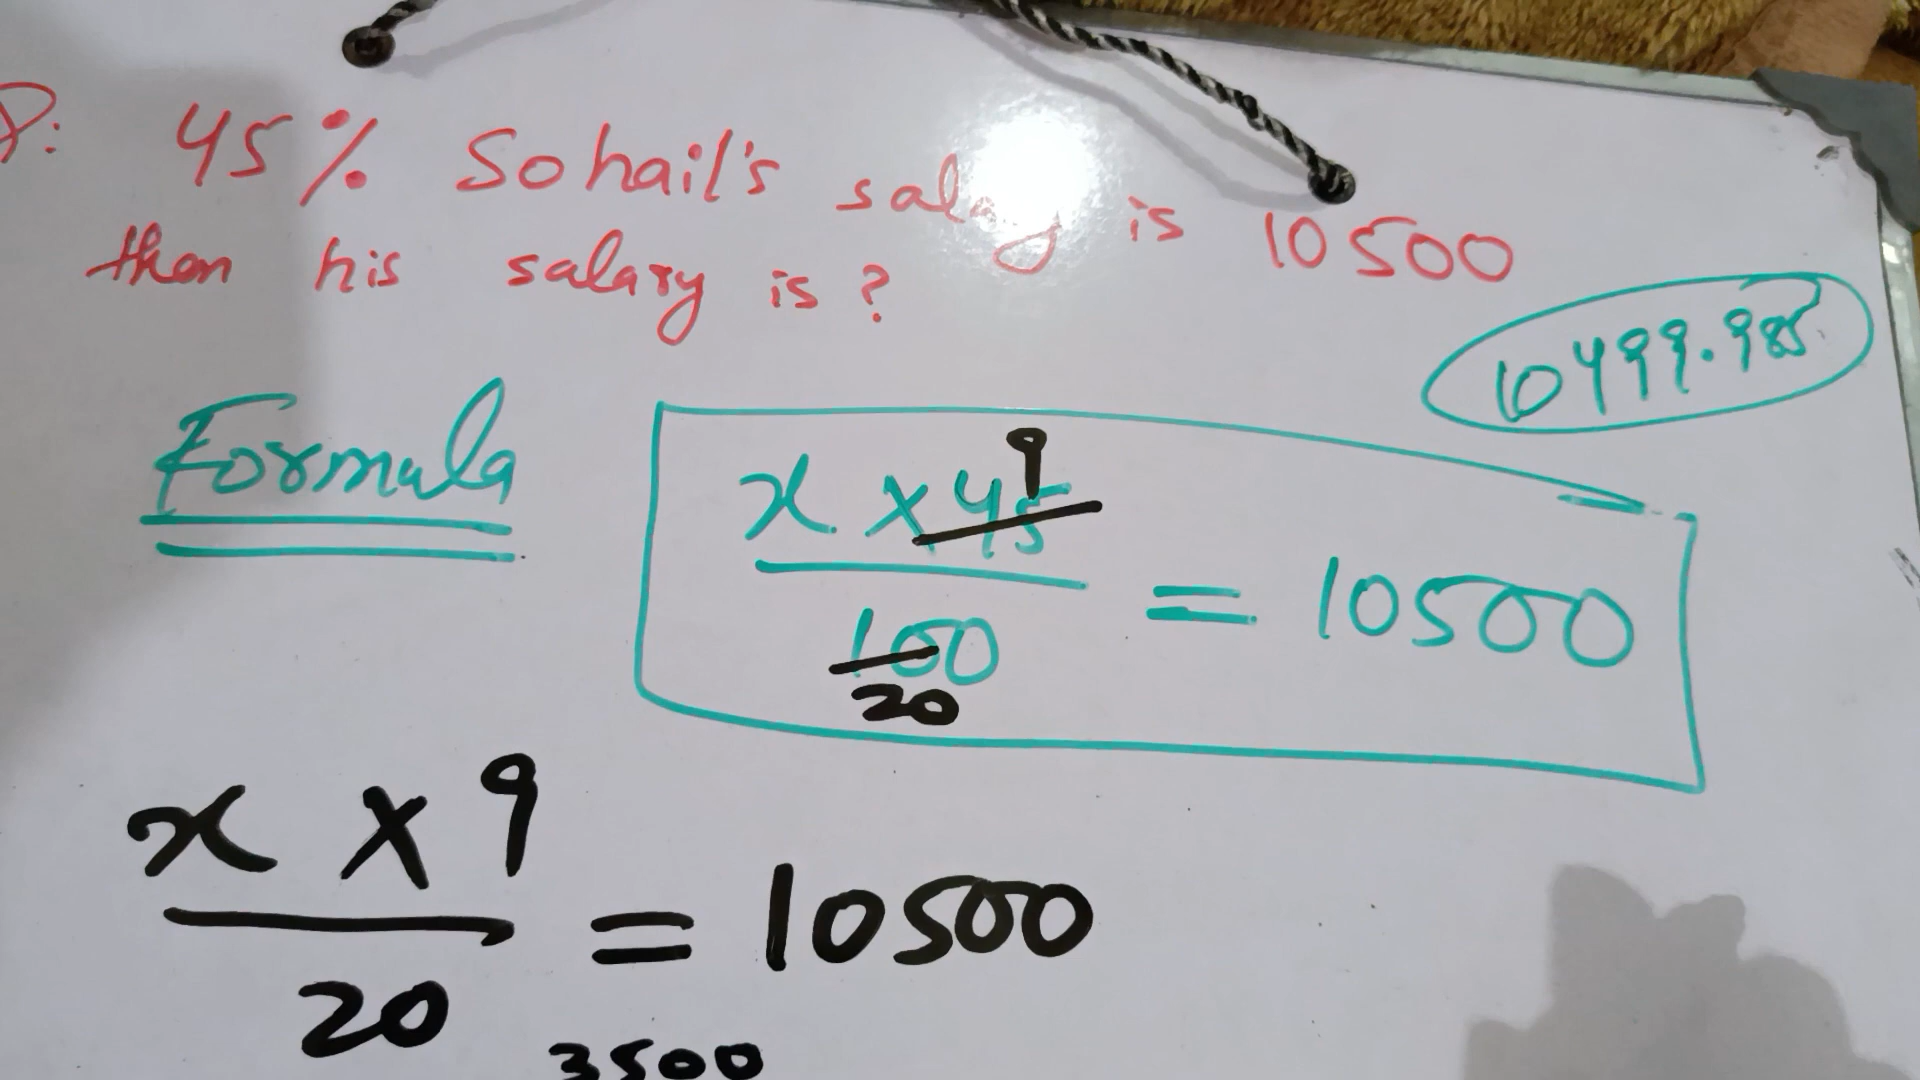 Q: 45% Sohail's salary is 10500
then his salary is?
10499.985
Formula
x × 45 9
100 20
= 10500
x × 9
20
= 10500
3500